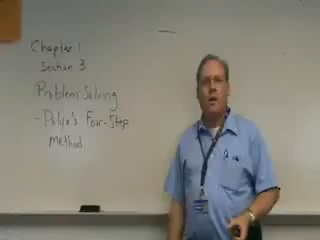 Chapter 1
Section 3
Problem Solving
- Polya's Four-Step
Method